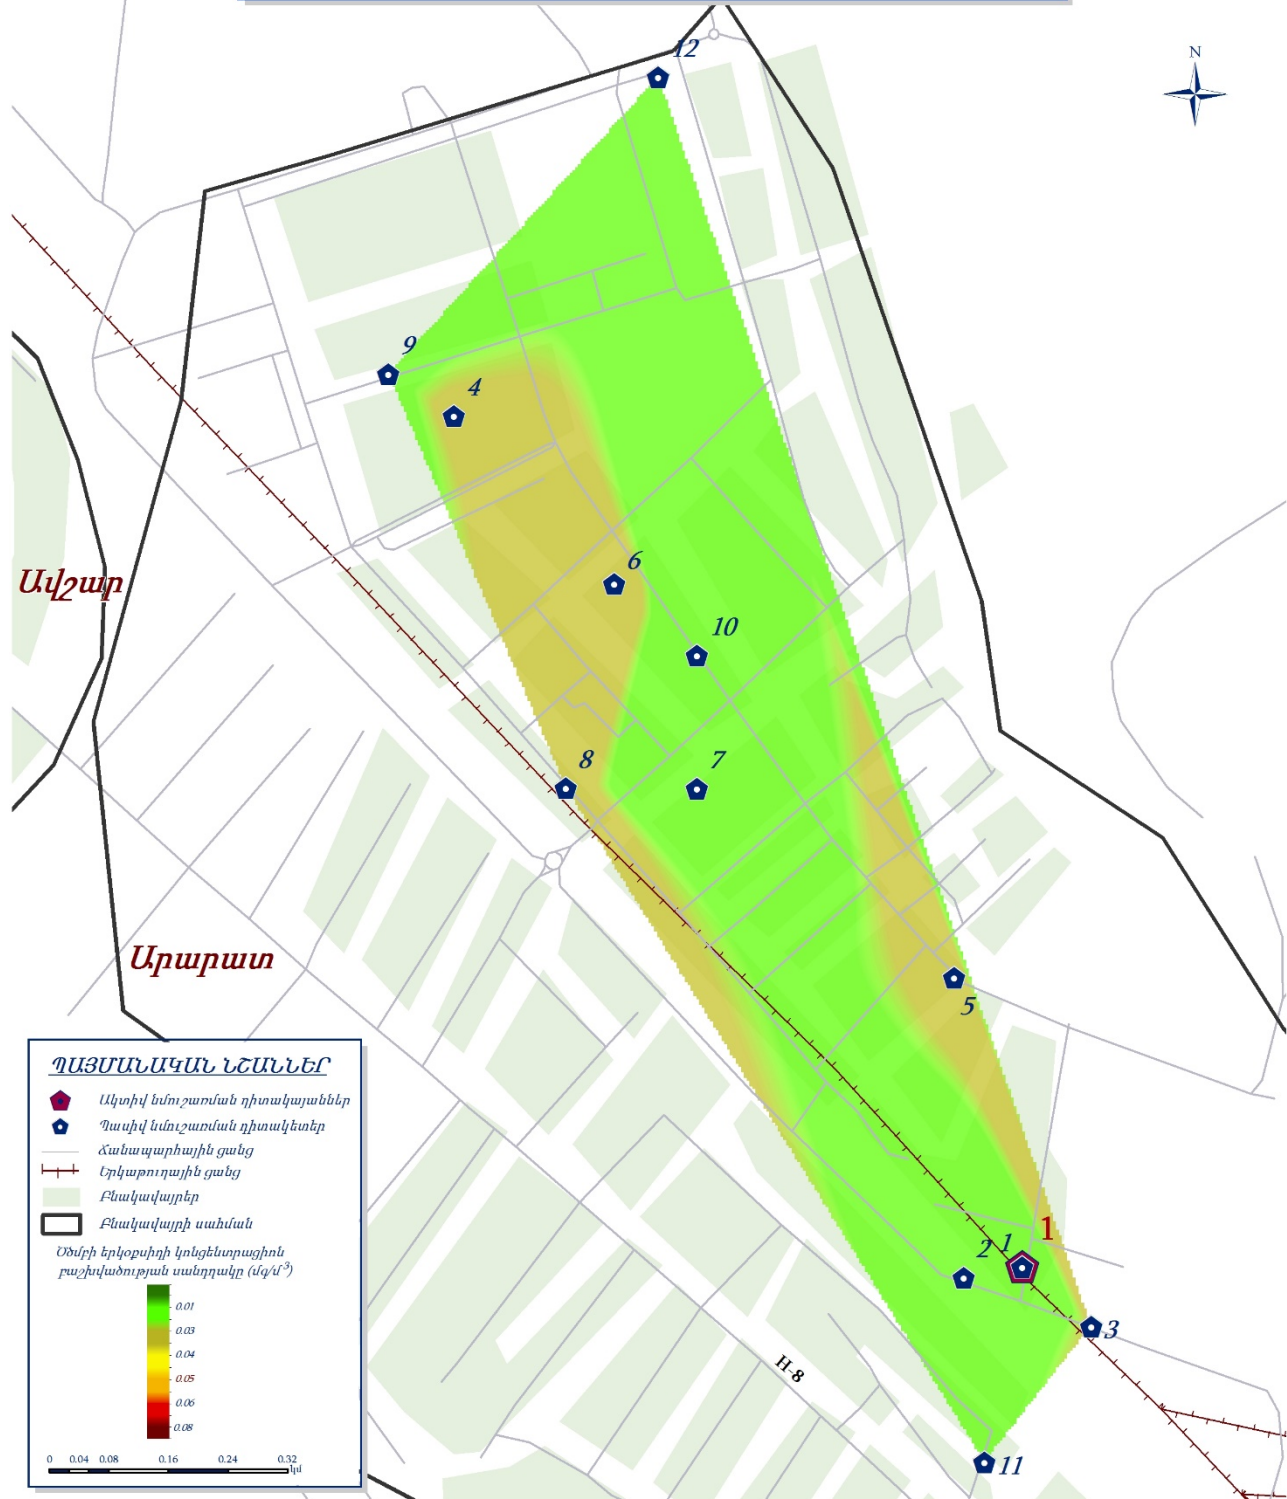 N
12
9
4
6
Ավշար
10
8
7
Արարատ
5
1
2
1
3
H-8
11
ՊԱՅՄԱՆԱԿԱՆ ՆՇԱՆՆԵՐ
Ակտիվ նմուշառման դիտակայաններ
Պասիվ նմուշառման դիտակետեր
Ճանապարհային ցանց
Երկաթուղային ցանց
Բնակավայրեր
Բնակավայրի սահման
Ծծմբի երկօքսիդի կոնցենտրացիոն
բաշխվածության սանդղակը (մգ/մ³)
0.01
0.03
0.04
0.05
0.06
0.08
0 0.04 0.08 0.16 0.24 0.32
կմ